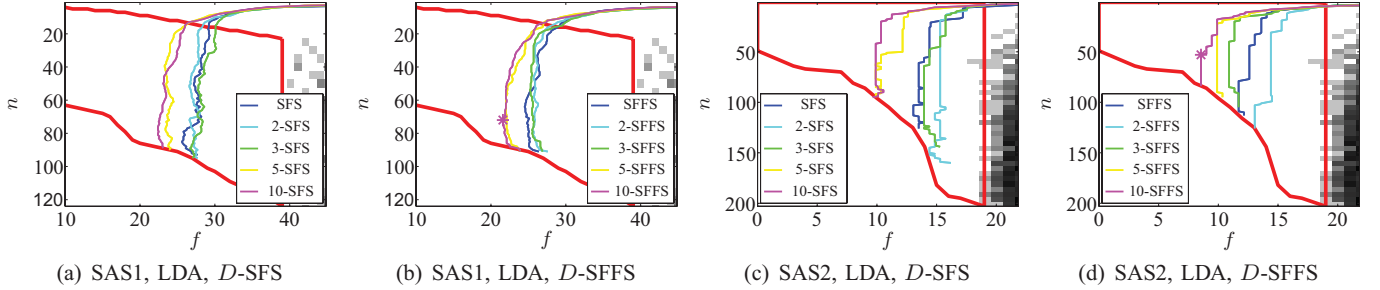 20
40
60
80
100
120
n
10
20
30
40
f
SFS
2-SFS
3-SFS
5-SFS
10-SFS
(a) SAS1, LDA, D-SFS
20
40
60
80
100
120
n
10
20
30
40
f
SFFS
2-SFFS
3-SFFS
5-SFFS
10-SFFS
(b) SAS1, LDA, D-SFFS
50
100
150
200
n
0
5
10
15
20
f
SFS
2-SFS
3-SFS
5-SFS
10-SFS
(c) SAS2, LDA, D-SFS
50
100
150
200
n
0
5
10
15
20
f
SFFS
2-SFFS
3-SFFS
5-SFFS
10-SFFS
(d) SAS2, LDA, D-SFFS